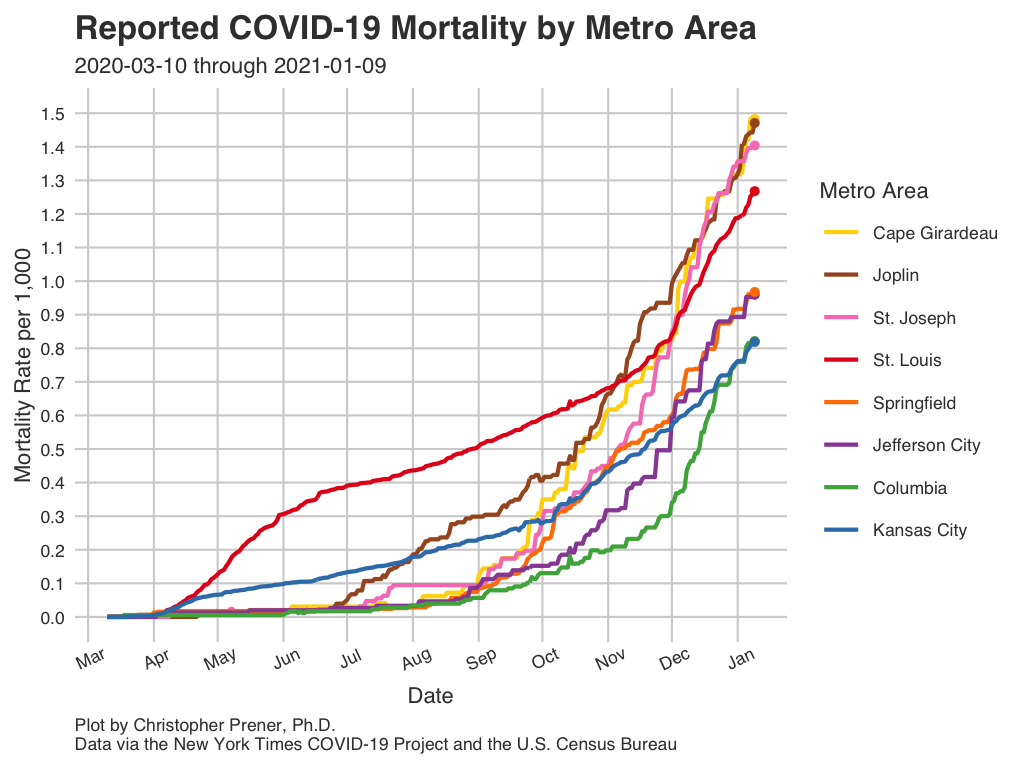 Reported COVID-19 Mortality by Metro Area
2020-03-10 through 2021-01-09
Mortality Rate per 1,000
1.5
1.4
1.3
1.2
1.1
1.0
0.9
0.8
0.7
0.6
0.5
0.4
0.3
0.2
0.1
0.0
Mar Apr May Jun Jul Aug Sep Oct Nov Dec Jan
Date
Metro Area
Cape Girardeau
Joplin
St. Joseph
St. Louis
Springfield
Jefferson City
Columbia
Kansas City
Plot by Christopher Prener, Ph.D.
Data via the New York Times COVID-19 Project and the U.S. Census Bureau